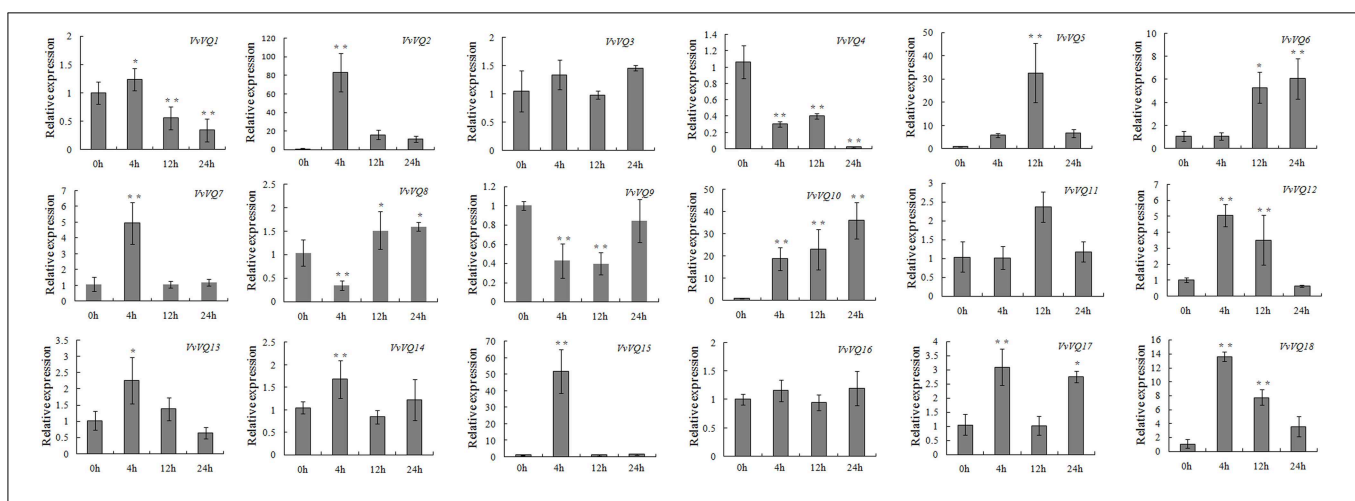 Relative expression
VvVQ1
2
1.5
1
0.5
0
*
* *
* *
0h 4h 12h 24h
Relative expression
VvVQ2
120
100
80
60
40
20
0
* *
0h 4h 12h 24h
Relative expression
VvVQ3
2
1.5
1
0.5
0
0h 4h 12h 24h
Relative expression
VvVQ4
1.4
1.2
1
0.8
0.6
0.4
0.2
0
* *
* *
* *
0h 4h 12h 24h
Relative expression
VvVQ5
50
40
30
20
10
0
* *
0h 4h 12h 24h
Relative expression
VvVQ6
10
8
6
4
2
0
*
* *
0h 4h 12h 24h
Relative expression
VvVQ7
7
6
5
4
3
2
1
0
* *
0h 4h 12h 24h
Relative expression
VvVQ8
2.5
2
1.5
1
0.5
0
* *
*
*
0h 4h 12h 24h
Relative expression
VvVQ9
1.2
1
0.8
0.6
0.4
0.2
0
* *
* *
0h 4h 12h 24h
Relative expression
VvVQ10
50
40
30
20
10
0
* *
* *
* *
0h 4h 12h 24h
Relative expression
VvVQ11
3
2.5
2
1.5
1
0.5
0
0h 4h 12h 24h
Relative expression
VvVQ12
7
6
5
4
3
2
1
0
* *
* *
0h 4h 12h 24h
Relative expression
VvVQ13
3.5
3
2.5
2
1.5
1
0.5
0
*
0h 4h 12h 24h
Relative expression
VvVQ14
2.5
2
1.5
1
0.5
0
* *
0h 4h 12h 24h
Relative expression
VvVQ15
70
60
50
40
30
20
10
0
* *
0h 4h 12h 24h
Relative expression
VvVQ16
2
1.5
1
0.5
0
0h 4h 12h 24h
Relative expression
VvVQ17
4
3.5
3
2.5
2
1.5
1
0.5
0
* *
*
0h 4h 12h 24h
Relative expression
VvVQ18
16
14
12
10
8
6
4
2
0
* *
* *
0h 4h 12h 24h